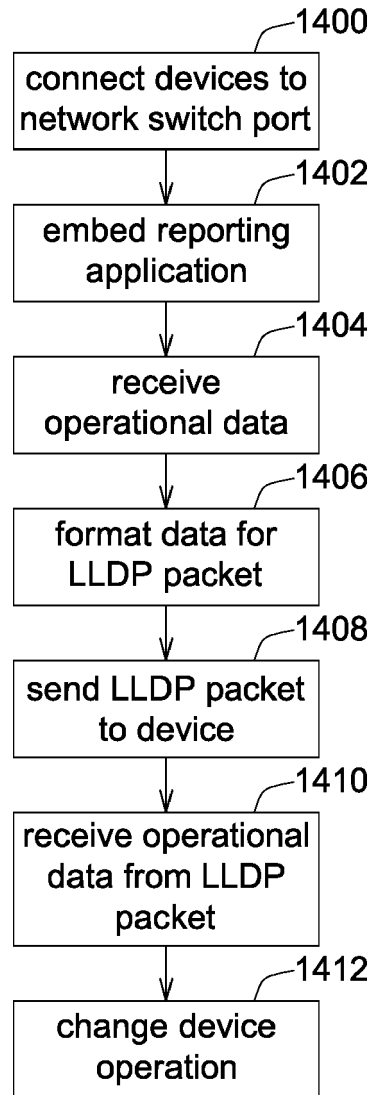 1400
connect devices to
network switch port
1402
embed reporting
application
1404
receive
operational data
1406
format data for
LLDP packet
1408
send LLDP packet
to device
1410
receive operational
data from LLDP
packet
1412
change device
operation